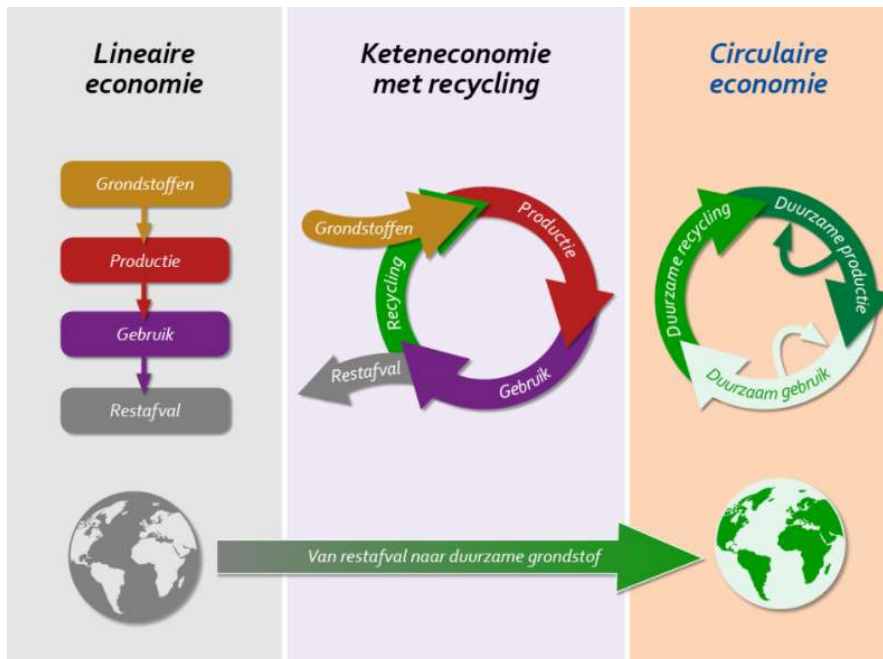 Lineaire
economie
Grondstoffen
Productie
Gebruik
Restafval
Keteneconomie
met recycling
Grondstoffen
Productie
Gebruik
Restafval
Recycling
Circulaire
economie
Duurzame productie
Duurzaam gebruik
Duurzame recycling
Van restafval naar duurzame grondstof